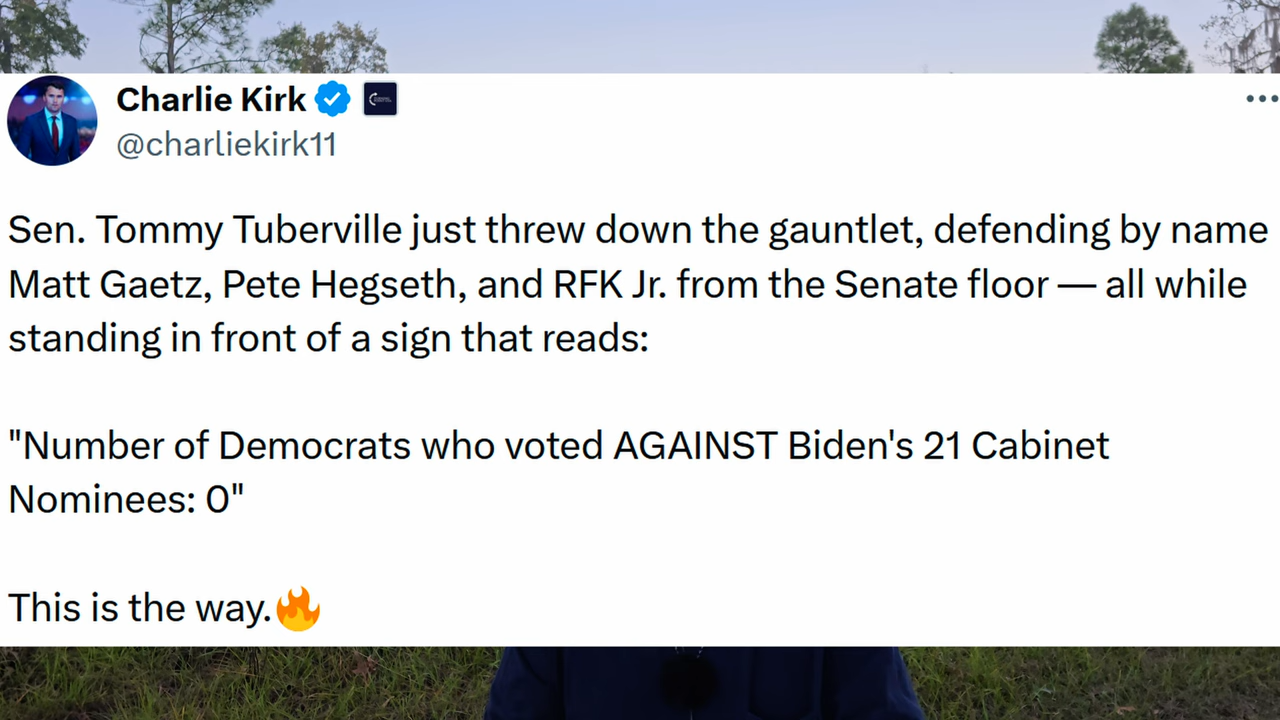 Charlie Kirk
@charliekirk11
Sen. Tommy Tuberville just threw down the gauntlet, defending by name
Matt Gaetz, Pete Hegseth, and RFK Jr. from the Senate floor — all while
standing in front of a sign that reads:
"Number of Democrats who voted AGAINST Biden's 21 Cabinet
Nominees: 0"
This is the way.🔥